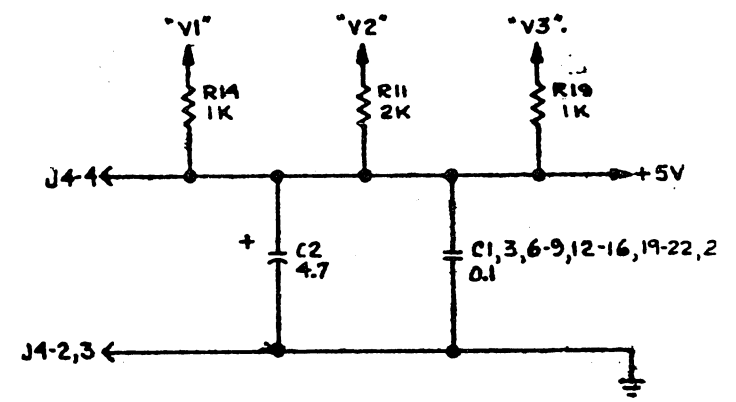 "V1"
"V2"
"V3".
R14
1K
R11
2K
R19
1K
J4-4
+5V
+
C2
4.7
C1,3,6-9,12-16,19-22,2
0.1
J4-2,3